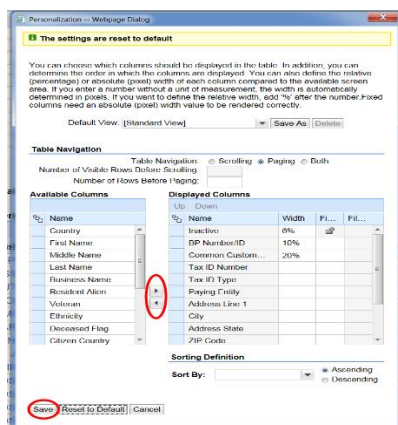 Personalization -- Webpage Dialog
The settings are reset to default
You can choose which columns should be displayed in the table. In addition, you can
determine the order in which the columns are displayed. You can also define the relative
(percentage) or absolute (pixel) width of each column compared to the available screen
area. If you enter a number without a unit of measurement, the width is automatically
determined in pixels. If you want to define the relative width, add '%' after the number.Fixed
columns need an absolute (pixel) width value to be rendered correctly.
Default View: [Standard View] Save As Delete
Table Navigation
Table Navigation: Scrolling Paging Both
Number of Visible Rows Before Scrolling:
Number of Rows Before Paging:
Available Columns Displayed Columns
Up Down
Name Name Width Fi... Fil...
Country Inactive 8%
First Name BP Number/ID 10%
Middle Name Common Custom... 20%
Last Name Tax ID Number
Business Name Tax ID Type
Resident Alien Paying Entity
Veteran Address Line 1
Ethnicity City
Deceased Flag Address State
Citizen Country ZIP Code
Sorting Definition
Sort By: Ascending
Descending
Save Reset to Default Cancel